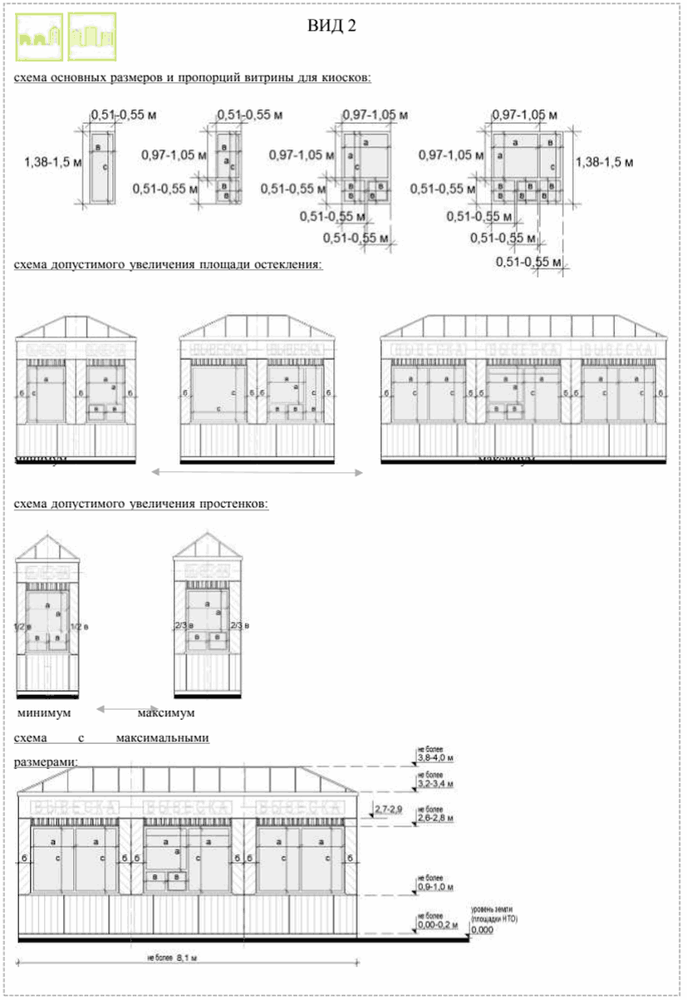 ВИД 2
схема основных размеров и пропорций витрины для киосков:
0,51-0,55 м 0,51-0,55 м 0,97-1,05 м 0,97-1,05 м
в а а в
1,38-1,5 м в 0,97-1,05 м в 0,97-1,05 м а 0,97-1,05 м а 1,38-1,5 м
с а с с с
0,51-0,55 м в 0,51-0,55 м в в 0,51-0,55 м в в в
в в в в в в
0,51-0,55 м 0,51-0,55 м
0,51-0,55 м 0,51-0,55 м
схема допустимого увеличения площади остекления:
0,51-0,55 м
ВЫВЕСКА ВЫВЕСКА ВЫВЕСКА ВЫВЕСКА ВЫВЕСКА
а а а а а а а а
б с б а с б б б а с б б с б б а с б б с б
в в с в в в в
минимум максимум
схема допустимого увеличения простенков:
а а
1/2 в а 1/2 в 2/3 в а 2/3 в
в в в в
минимум максимум
схема с максимальными
размерами:
не более
3,8-4,0 м
не более
3,2-3,4 м
ВЫВЕСКА ВЫВЕСКА ВЫВЕСКА
2,7-2,9
не более
2,6-2,8 м
а а а а а а
б с б б а с б б с б
в в
не более
0,9-1,0 м
не более
0,00-0,2 м
уровень земли
(площадки НТО)
0,000
не более 8,1 м